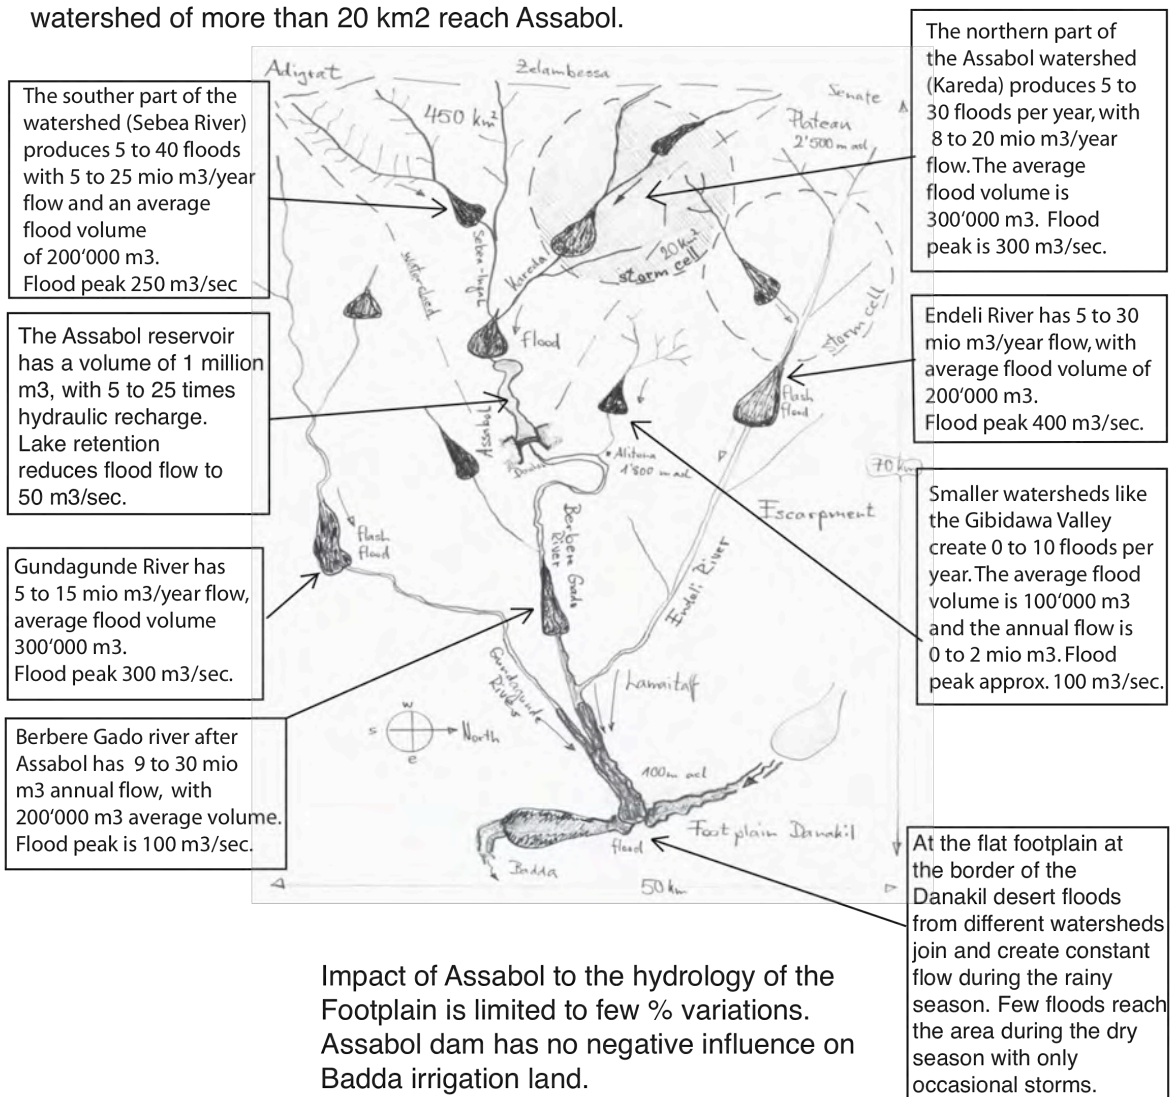 watershed of more than 20 km2 reach Assabol.
The souther part of the
watershed (Sebea River)
produces 5 to 40 floods
with 5 to 25 mio m3/year
flow and an average
flood volume
of 200‘000 m3.
Flood peak 250 m3/sec
The Assabol reservoir
has a volume of 1 million
m3, with 5 to 25 times
hydraulic recharge.
Lake retention
reduces flood flow to
50 m3/sec.
Gundagunde River has
5 to 15 mio m3/year flow,
average flood volume
300‘000 m3.
Flood peak 300 m3/sec.
Berbere Gado river after
Assabol has 9 to 30 mio
m3 annual flow, with
200‘000 m3 average volume.
Flood peak is 100 m3/sec.
Adigrat
Zelambessa
Senate
450 km²
Plateau
2'500 m asl
Sebea-
Kareda
20 km²
storm cell
storm cell
watershed
flood
flash
flood
Assabol
Alitena
1'800 m asl
70 km
Escarpment
flash
flood
Berbere Gado
River
Endeli River
Gundagunde
River
Lamaitaff
w
s
North
e
100 m asl
Footplain Danakil
flood
Badda
50 km
The northern part of
the Assabol watershed
(Kareda) produces 5 to
30 floods per year, with
8 to 20 mio m3/year
flow. The average
flood volume is
300‘000 m3. Flood
peak is 300 m3/sec.
Endeli River has 5 to 30
mio m3/year flow, with
average flood volume of
200‘000 m3.
Flood peak 400 m3/sec.
Smaller watersheds like
the Gibidawa Valley
create 0 to 10 floods per
year. The average flood
volume is 100‘000 m3
and the annual flow is
0 to 2 mio m3. Flood
peak approx. 100 m3/sec.
At the flat footplain at
the border of the
Danakil desert floods
from different watersheds
join and create constant
flow during the rainy
season. Few floods reach
the area during the dry
season with only
occasional storms.
Impact of Assabol to the hydrology of the
Footplain is limited to few % variations.
Assabol dam has no negative influence on
Badda irrigation land.